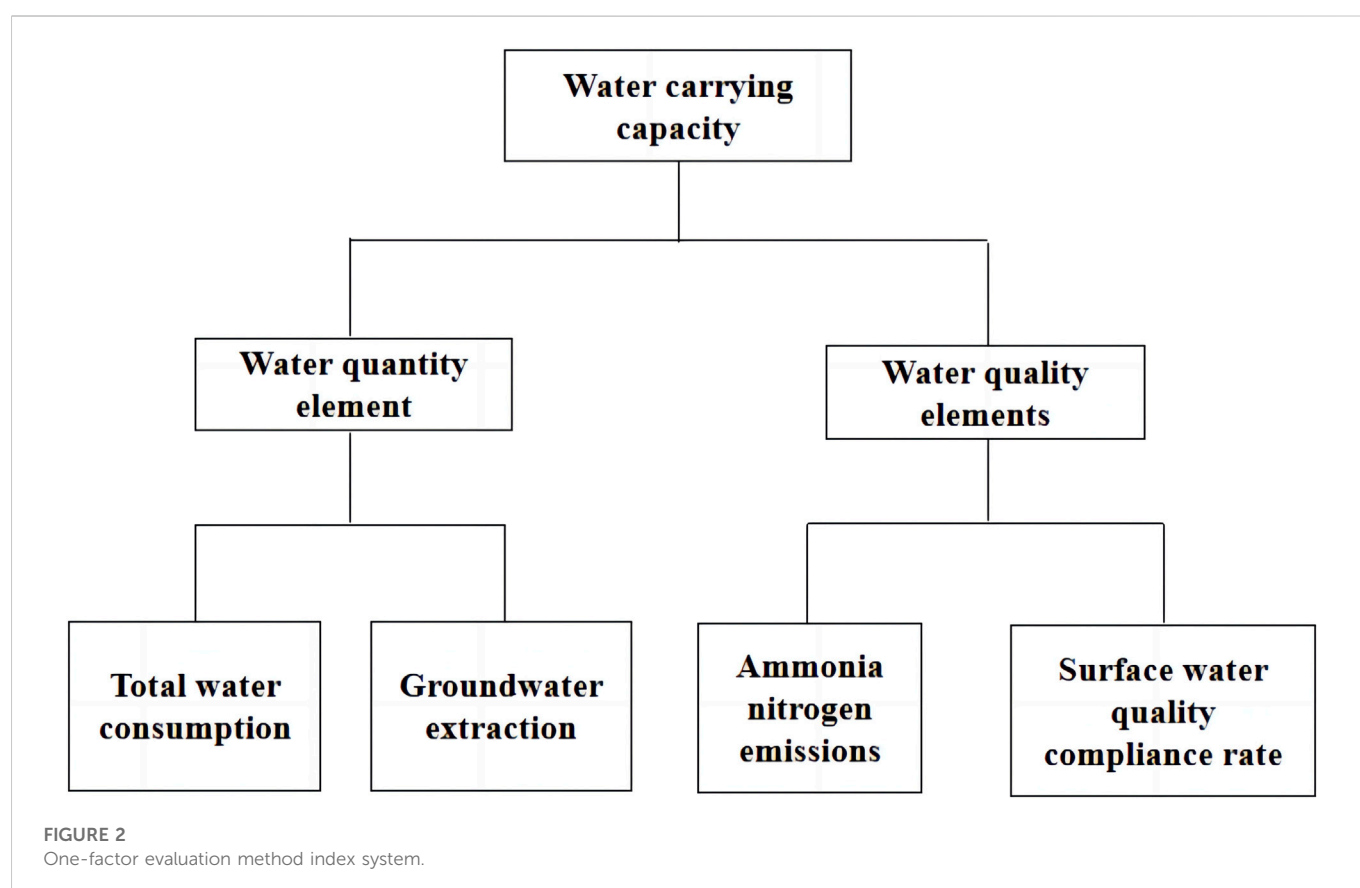 Water carrying
capacity
Water quantity
element
Water quality
elements
Total water
consumption
Groundwater
extraction
Ammonia
nitrogen
emissions
Surface water
quality
compliance rate
FIGURE 2
One-factor evaluation method index system.